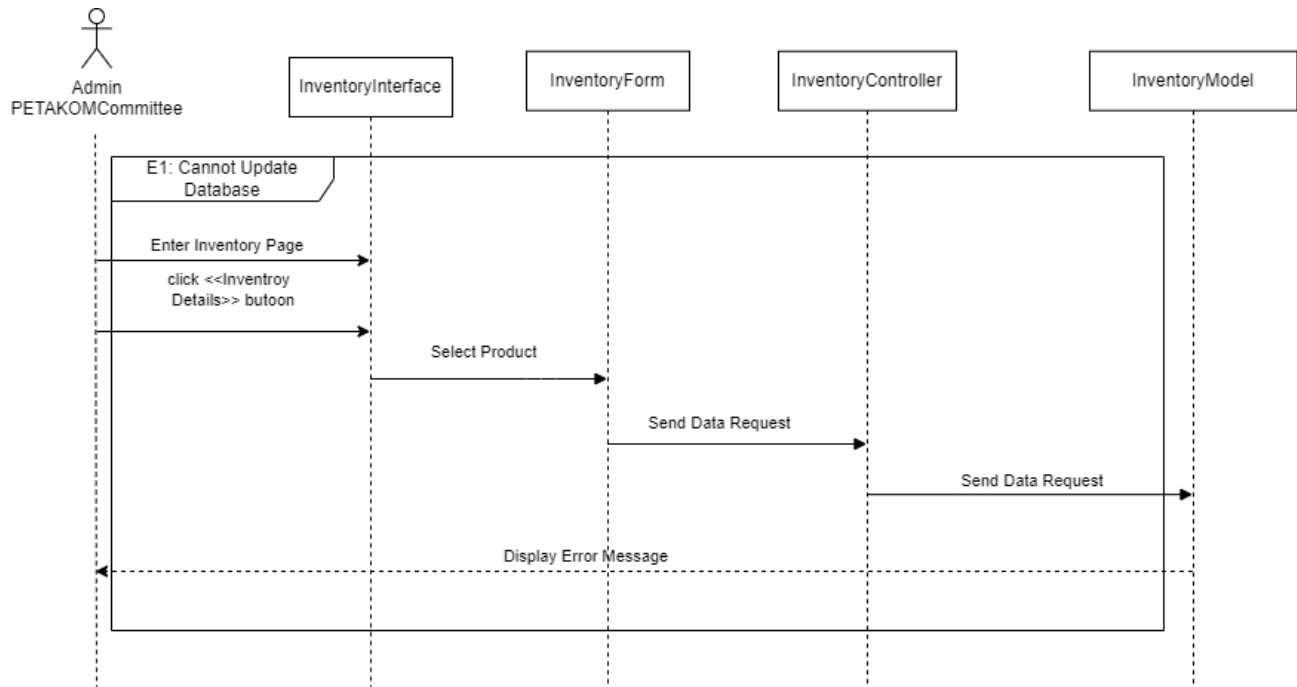 Admin
PETAKOMCommittee
InventoryInterface
InventoryForm
InventoryController
InventoryModel
E1: Cannot Update
Database
Enter Inventory Page
click <<Inventroy
Details>> butoon
Select Product
Send Data Request
Send Data Request
Display Error Message